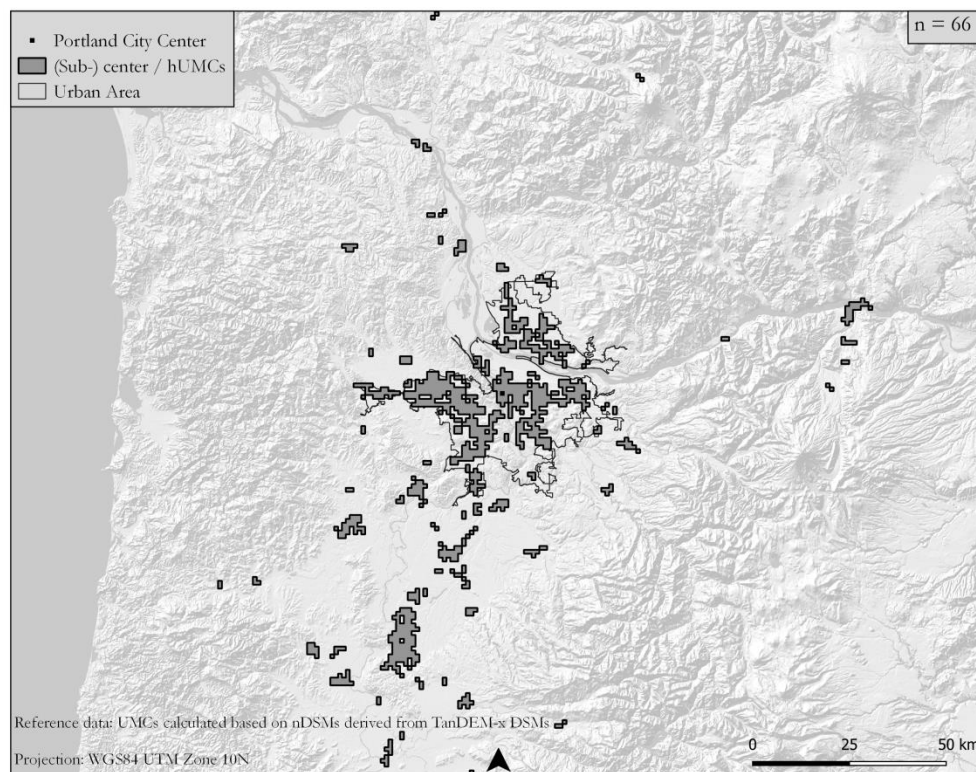 Portland City Center
(Sub-) center / hUMCs
Urban Area
n = 66
Reference data: UMCs calculated based on nDSMs derived from TanDEM-x DSMs
Projection: WGS84 UTM Zone 10N
0 25 50 km